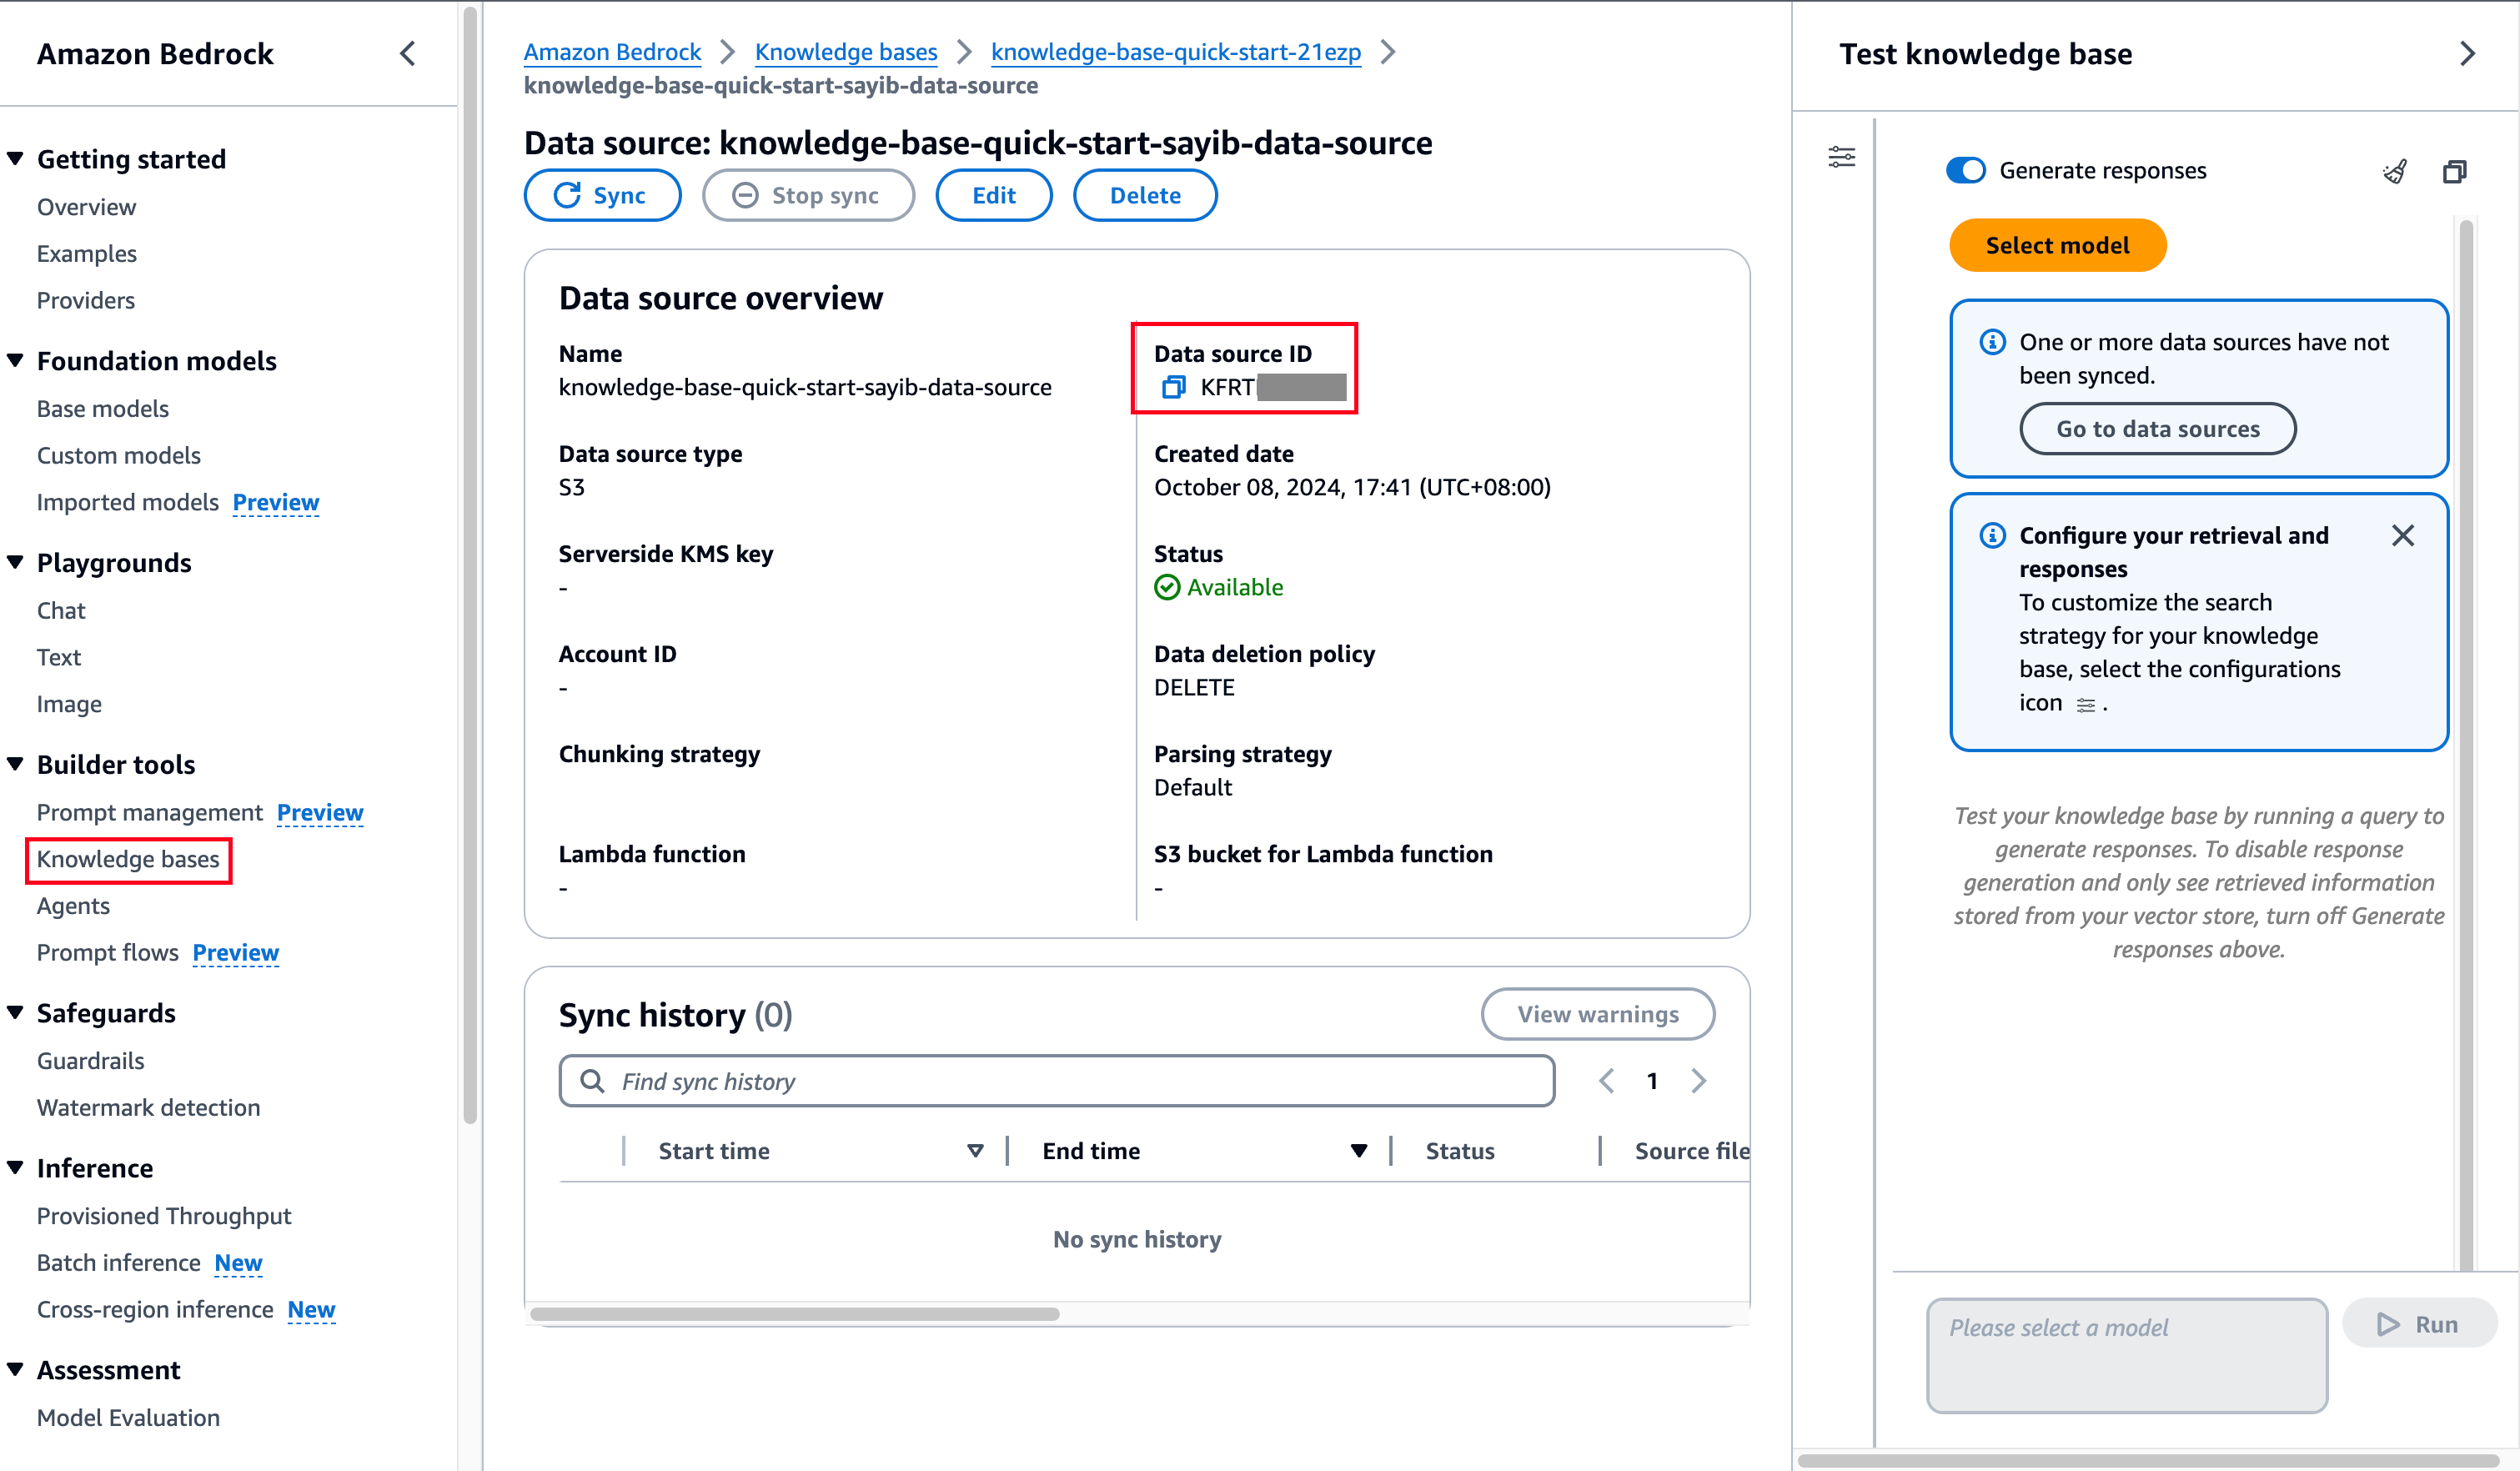 Amazon Bedrock
Getting started
Overview
Examples
Providers
Foundation models
Base models
Custom models
Imported models Preview
Playgrounds
Chat
Text
Image
Builder tools
Prompt management Preview
Knowledge bases
Agents
Prompt flows Preview
Safeguards
Guardrails
Watermark detection
Inference
Provisioned Throughput
Batch inference New
Cross-region inference New
Assessment
Model Evaluation
Amazon Bedrock > Knowledge bases > knowledge-base-quick-start-21ezp >
knowledge-base-quick-start-sayib-data-source
Data source: knowledge-base-quick-start-sayib-data-source
Sync Stop sync Edit Delete
Data source overview
Name
knowledge-base-quick-start-sayib-data-source
Data source ID
KFRT
Data source type
S3
Created date
October 08, 2024, 17:41 (UTC+08:00)
Serverside KMS key
-
Status
Available
Account ID
-
Data deletion policy
DELETE
Chunking strategy
Parsing strategy
Default
Lambda function
-
S3 bucket for Lambda function
-
Sync history (0)
View warnings
Find sync history
1
Start time End time Status Source file
No sync history
Test knowledge base
Generate responses
Select model
One or more data sources have not
been synced.
Go to data sources
Configure your retrieval and
responses
To customize the search
strategy for your knowledge
base, select the configurations
icon .
Test your knowledge base by running a query to
generate responses. To disable response
generation and only see retrieved information
stored from your vector store, turn off Generate
responses above.
Please select a model
Run